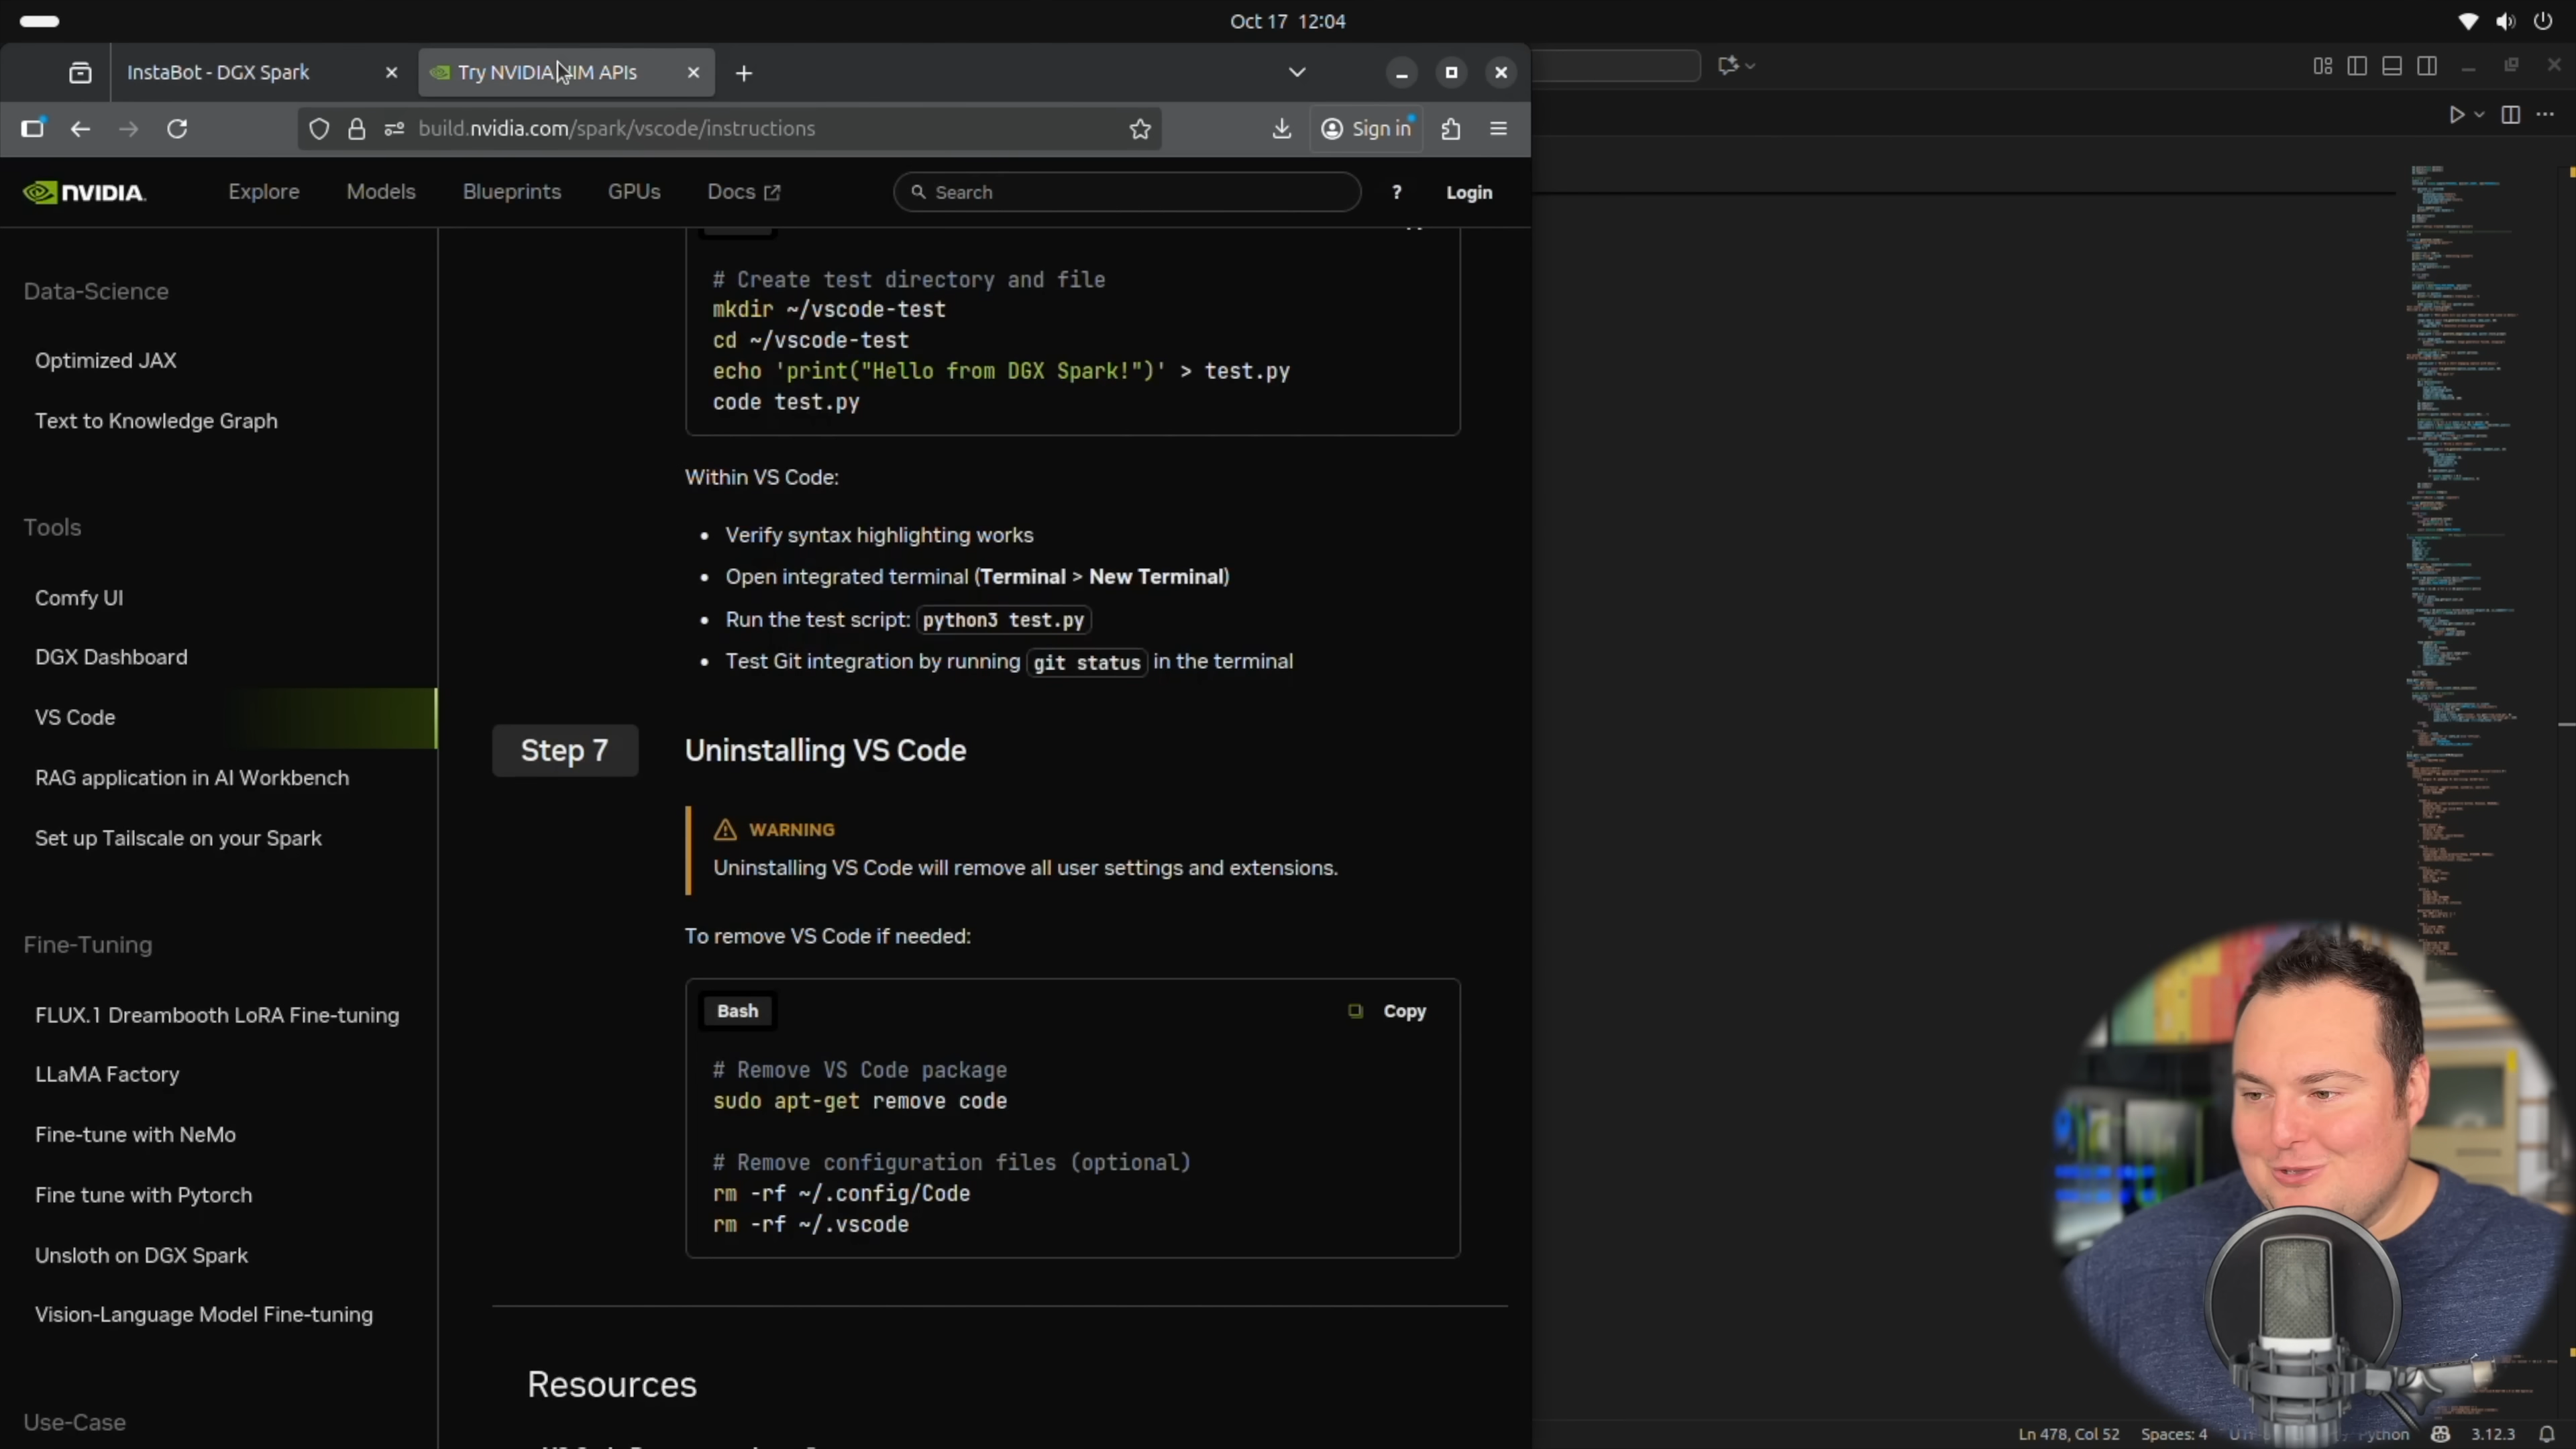 Oct 17 12:04
InstaBot - DGX Spark
Try NVIDIA NIM APIs
build.nvidia.com/spark/vscode/instructions
Sign in
NVIDIA.
Explore
Models
Blueprints
GPUs
Docs
Search
?
Login
Data-Science
Optimized JAX
Text to Knowledge Graph
Tools
Comfy UI
DGX Dashboard
VS Code
RAG application in AI Workbench
Set up Tailscale on your Spark
Fine-Tuning
FLUX.1 Dreambooth LoRA Fine-tuning
LLaMA Factory
Fine-tune with NeMo
Fine tune with Pytorch
Unsloth on DGX Spark
Vision-Language Model Fine-tuning
Use-Case
# Create test directory and file
mkdir ~/vscode-test
cd ~/vscode-test
echo 'print("Hello from DGX Spark!")' > test.py
code test.py
Within VS Code:
Verify syntax highlighting works
Open integrated terminal (Terminal > New Terminal)
Run the test script: python3 test.py
Test Git integration by running git status in the terminal
Step 7
Uninstalling VS Code
WARNING
Uninstalling VS Code will remove all user settings and extensions.
To remove VS Code if needed:
Bash
Copy
# Remove VS Code package
sudo apt-get remove code
# Remove configuration files (optional)
rm -rf ~/.config/Code
rm -rf ~/.vscode
Resources
Ln 478, Col 52
Spaces: 4
Python
3.12.3